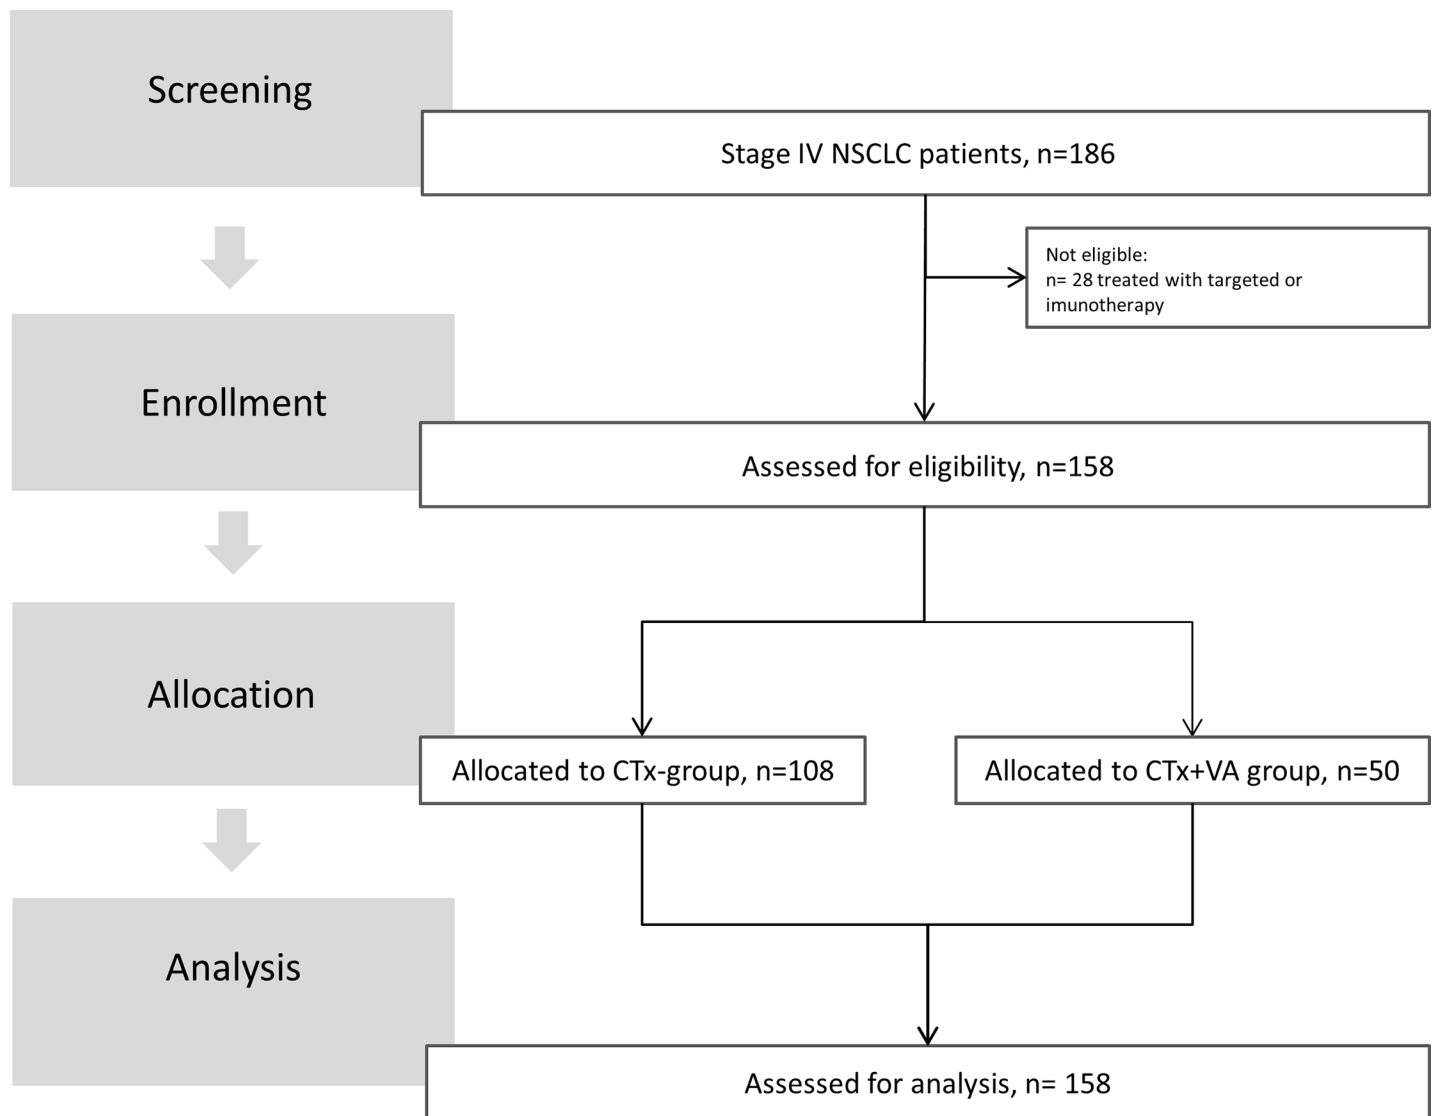 Screening
Stage IV NSCLC patients, n=186
Not eligible:
n= 28 treated with targeted or
imunotherapy
Enrollment
Assessed for eligibility, n=158
Allocation
Allocated to CTx-group, n=108
Allocated to CTx+VA group, n=50
Analysis
Assessed for analysis, n= 158